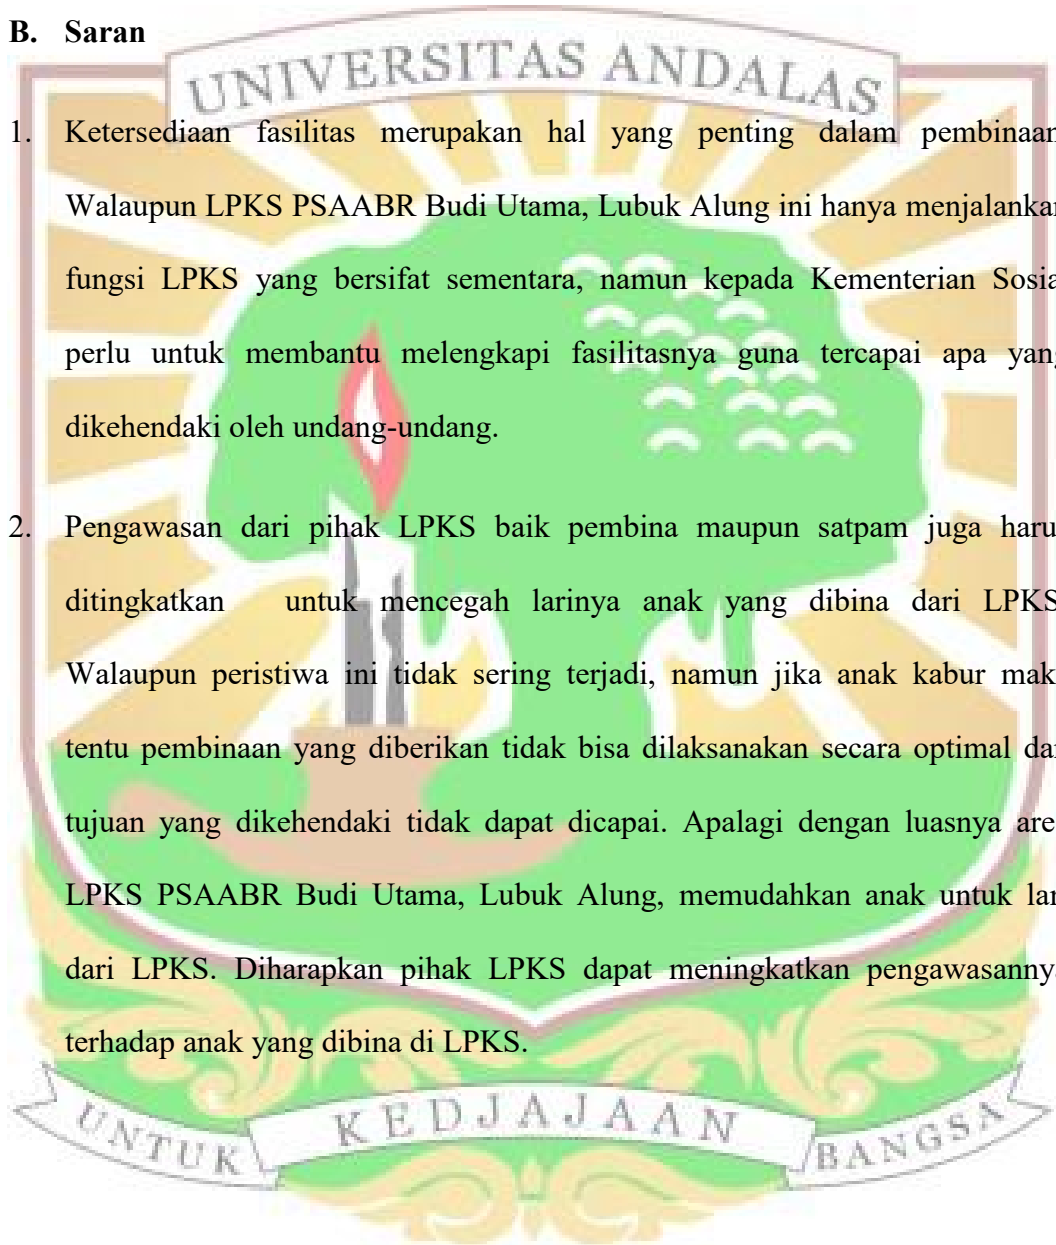 B. Saran
UNIVERSITAS ANDALAS
1. Ketersediaan fasilitas merupakan hal yang penting dalam pembinaan
Walaupun LPKS PSAABR Budi Utama, Lubuk Alung ini hanya menjalankan
fungsi LPKS yang bersifat sementara, namun kepada Kementerian Sosia
perlu untuk membantu melengkapi fasilitasnya guna tercapai apa yang
dikehendaki oleh undang-undang.
2. Pengawasan dari pihak LPKS baik pembina maupun satpam juga haru
ditingkatkan untuk mencegah larinya anak yang dibina dari LPKS
Walaupun peristiwa ini tidak sering terjadi, namun jika anak kabur mak
tentu pembinaan yang diberikan tidak bisa dilaksanakan secara optimal dan
tujuan yang dikehendaki tidak dapat dicapai. Apalagi dengan luasnya are
LPKS PSAABR Budi Utama, Lubuk Alung, memudahkan anak untuk lar
dari LPKS. Diharapkan pihak LPKS dapat meningkatkan pengawasannya
terhadap anak yang dibina di LPKS.
UNTUK KEDJAJAAN BANGSA